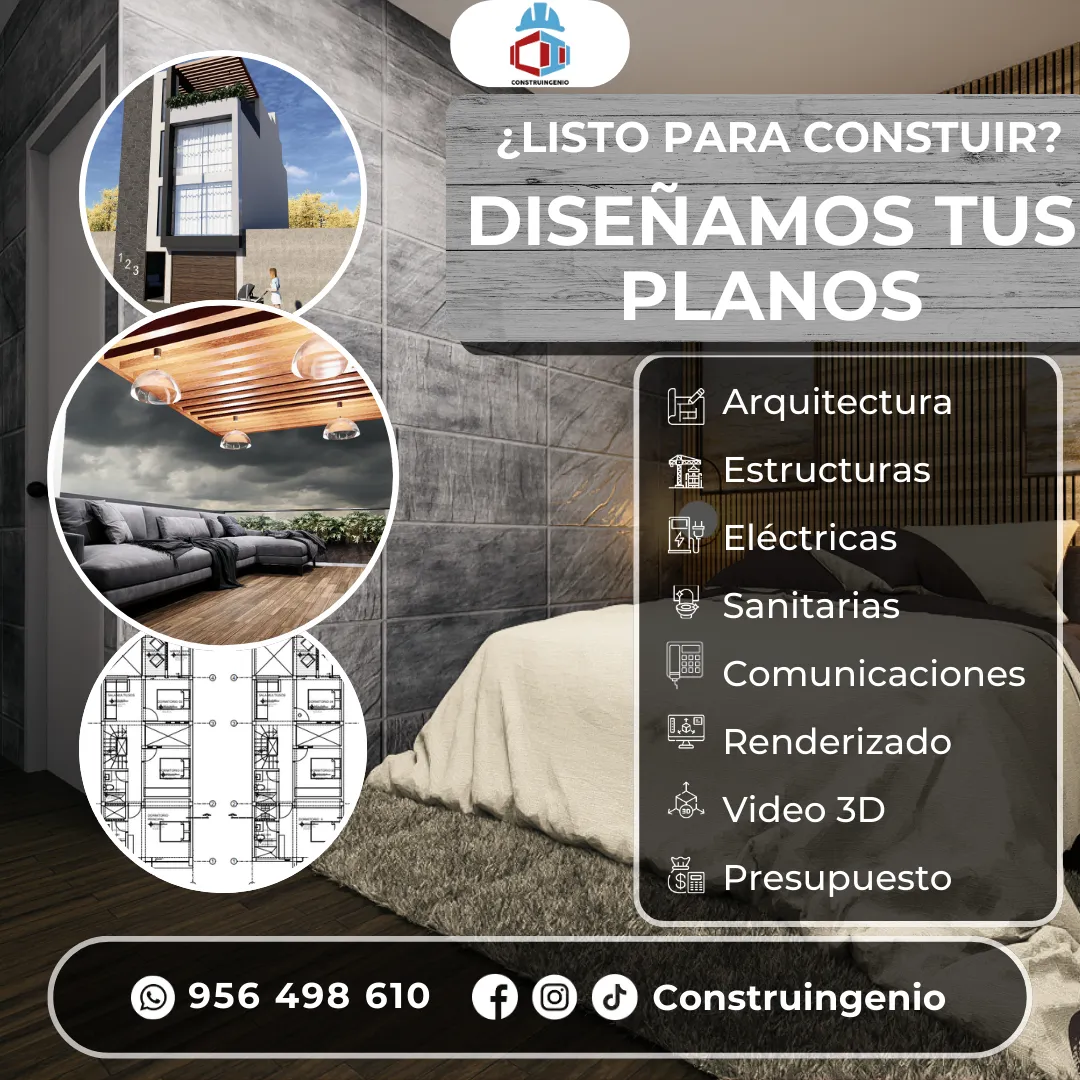 CONSTRUINGENIO
¿LISTO PARA CONSTUIR?
DISEÑAMOS TUS
PLANOS
123
Arquitectura
Estructuras
Eléctricas
Sanitarias
Comunicaciones
Renderizado
Video 3D
Presupuesto
956 498 610
Construingenio